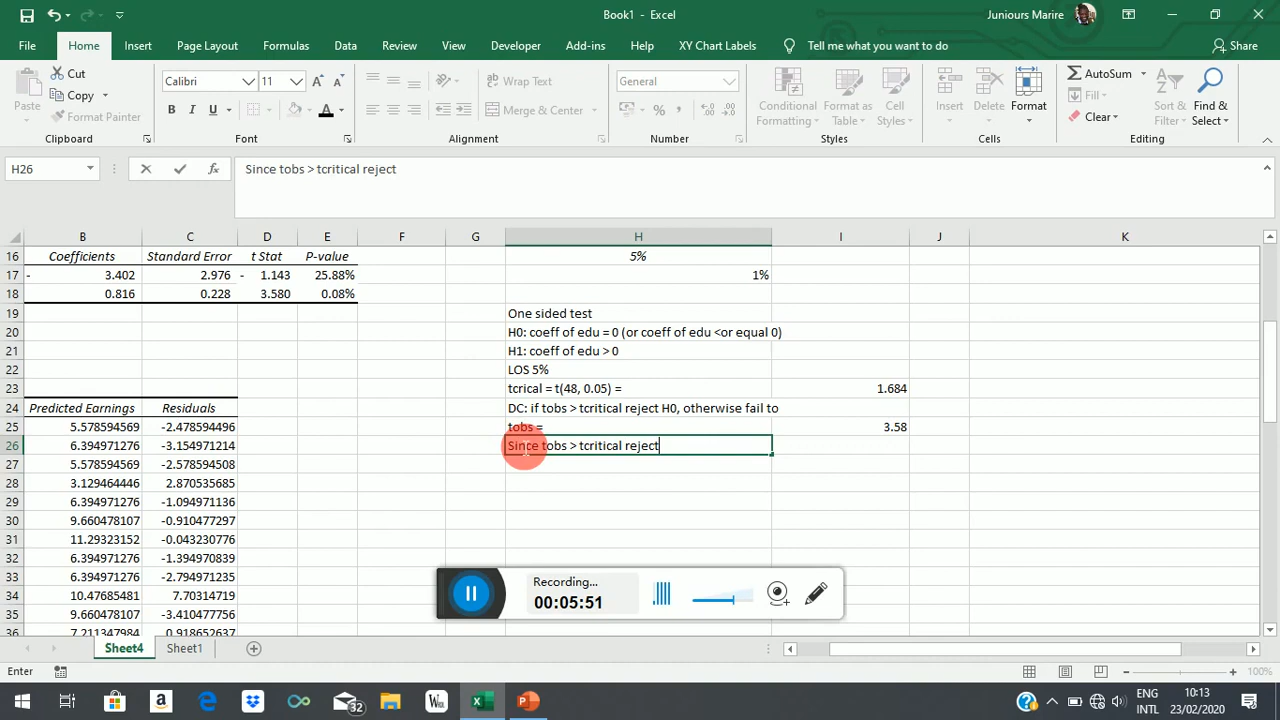 Book1 - Excel
Juniours Marire
File Home Insert Page Layout Formulas Data Review View Developer Add-ins Help XY Chart Labels Tell me what you want to do Share
Paste
Cut
Copy
Format Painter
Clipboard
Calibri 11
B I U
Font
Wrap Text
Merge & Center
Alignment
General
Number
Conditional Formatting
Format as Table
Cell Styles
Styles
Insert Delete Format
Cells
AutoSum
Fill
Clear
Sort & Filter
Find & Select
Editing
H26 fx Since tobs > tcritical reject
B C D E F G H I J K
16 Coefficients Standard Error t Stat P-value 5%
17 - 3.402 2.976 - 1.143 25.88% 1%
18 0.816 0.228 3.580 0.08%
19 One sided test
20 H0: coeff of edu = 0 (or coeff of edu <or equal 0)
21 H1: coeff of edu > 0
22 LOS 5%
23 tcrical = t(48, 0.05) = 1.684
24 Predicted Earnings Residuals DC: if tobs > tcritical reject H0, otherwise fail to
25 5.578594569 -2.478594496 tobs = 3.58
26 6.394971276 -3.154971214 Since tobs > tcritical reject
27 5.578594569 -2.578594508
28 3.129464446 2.870535685
29 6.394971276 -1.094971136
30 9.660478107 -0.910477297
31 11.29323152 -0.043230776
32 6.394971276 -1.394970839
33 6.394971276 -2.794971235
34 10.47685481 7.70314719
35 9.660478107 -3.410477756
36 7.211347984 0.918652637
Recording...
00:05:51
Sheet4 Sheet1
Enter
100%
32
ENG
INTL
10:13
23/02/2020